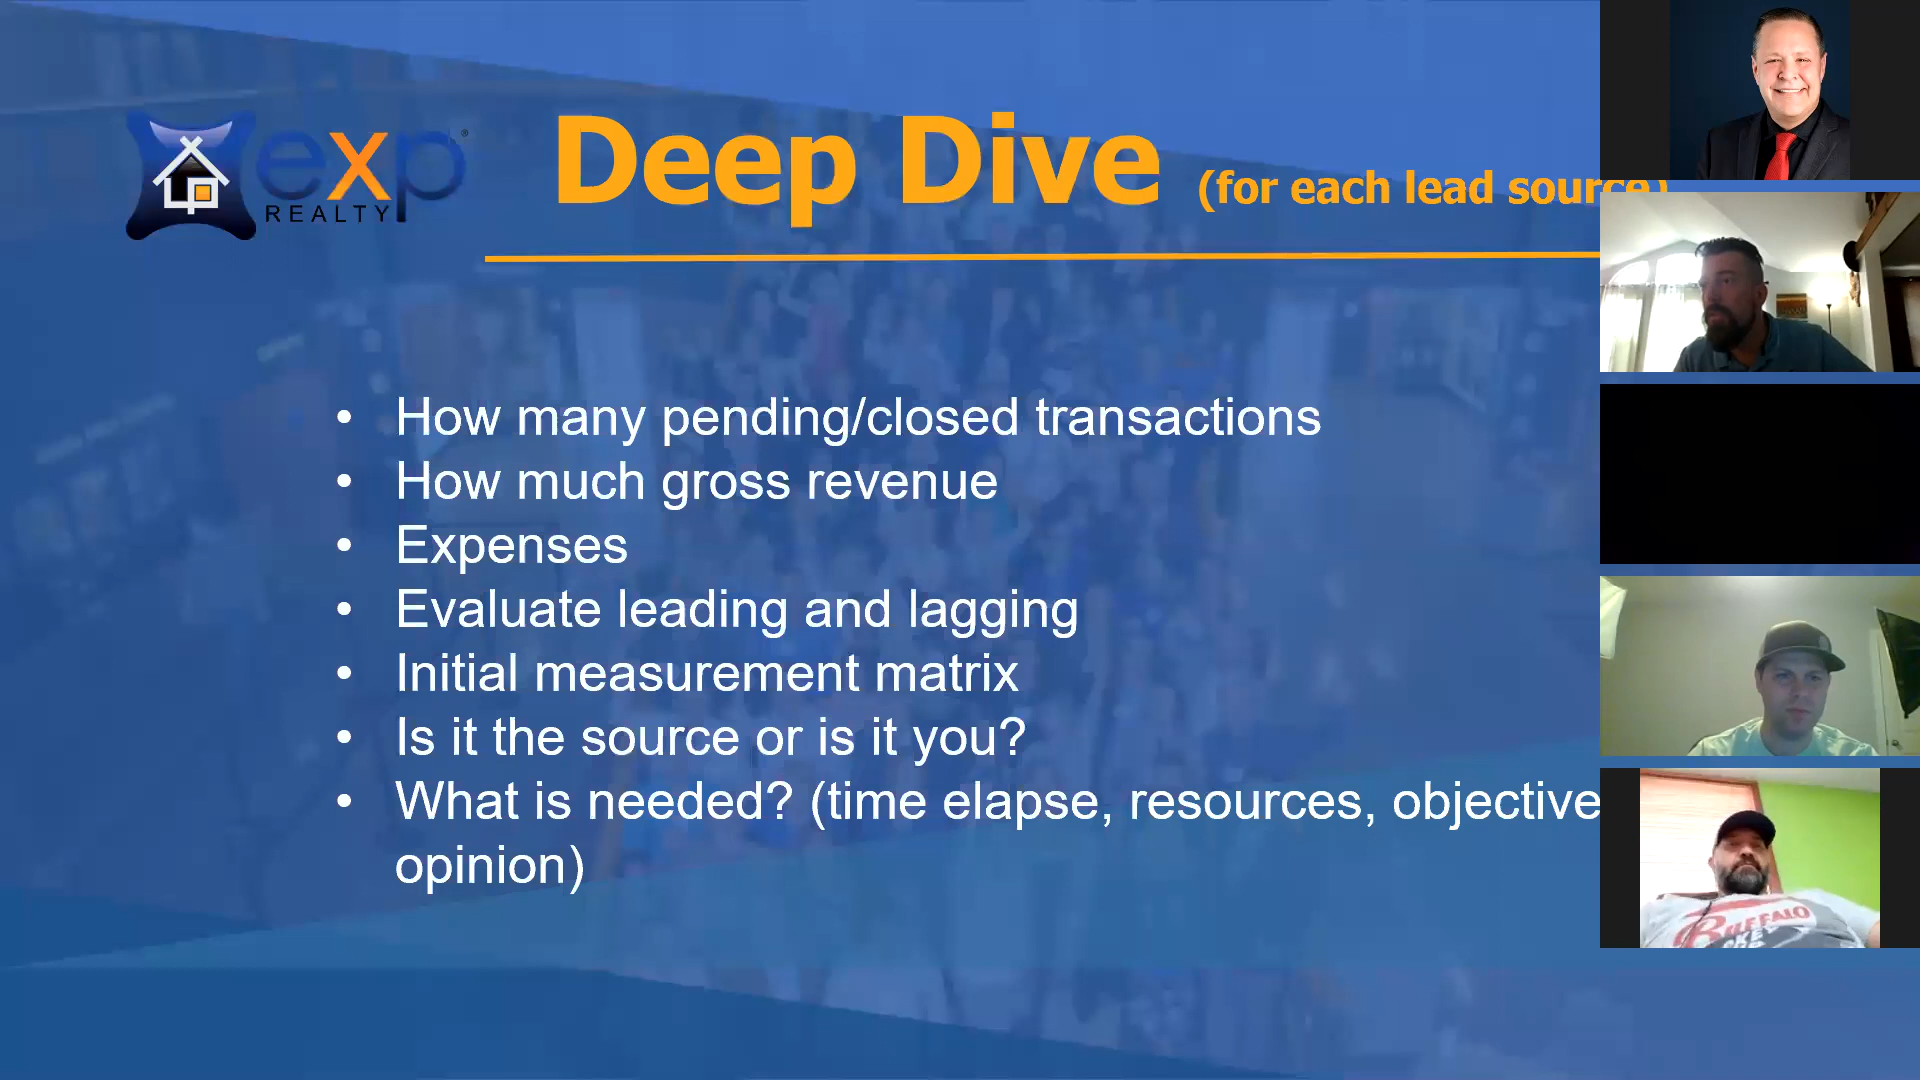 exp®
REALTY
Deep Dive (for each lead source)
• How many pending/closed transactions
• How much gross revenue
• Expenses
• Evaluate leading and lagging
• Initial measurement matrix
• Is it the source or is it you?
• What is needed? (time elapse, resources, objective
opinion)
BUFFALO